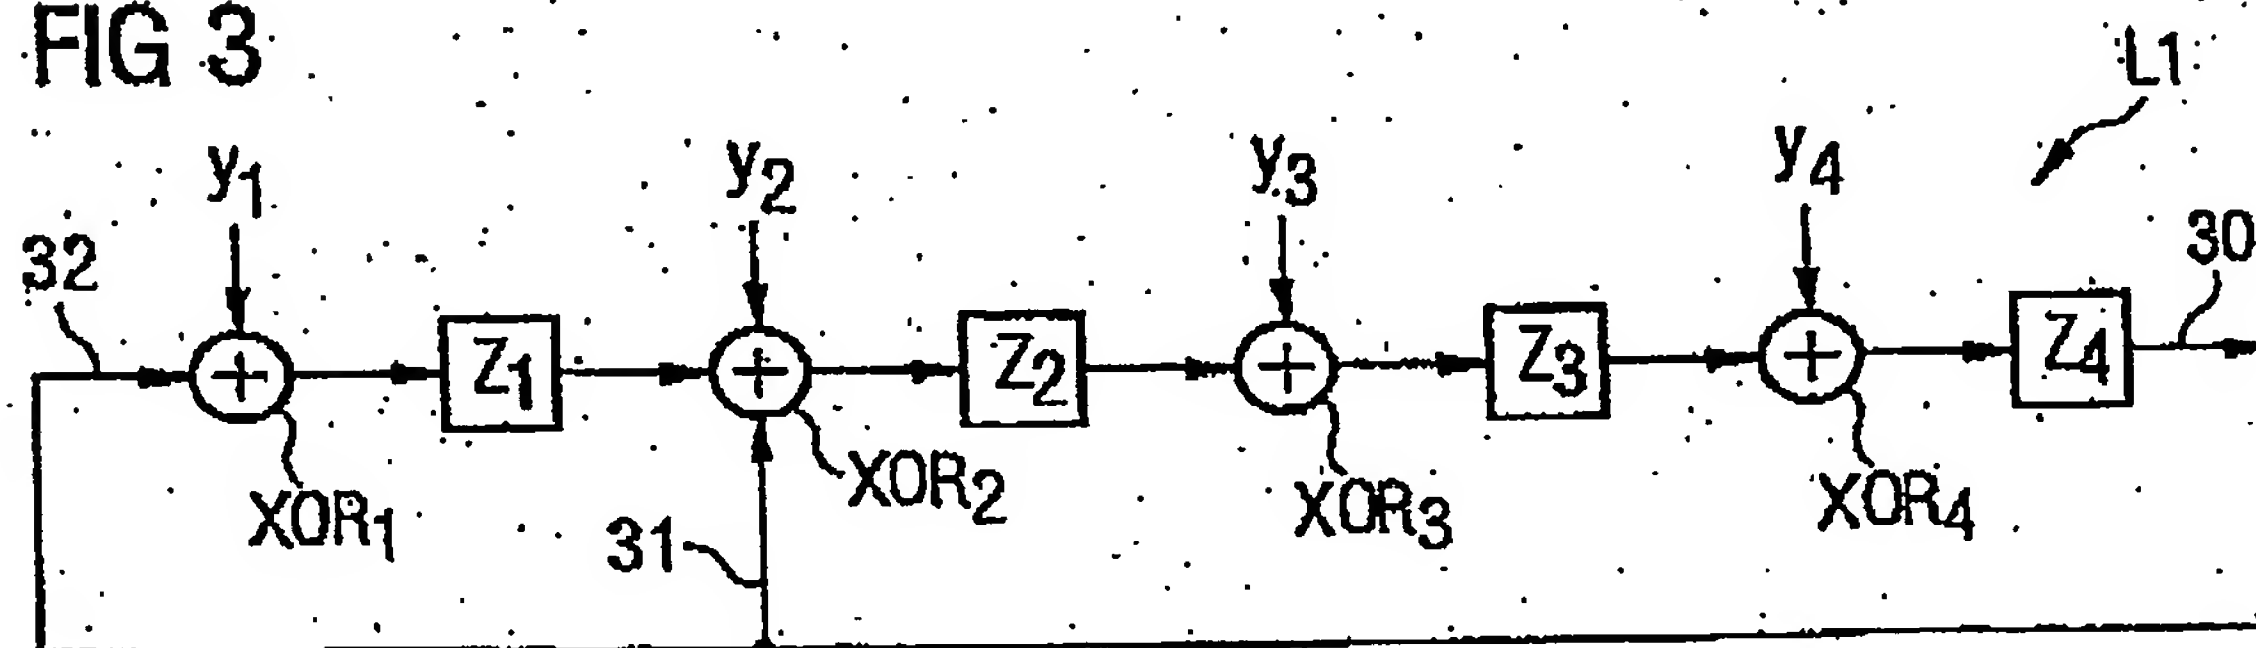 FIG 3
L1
y1 y2 y3 y4
32 30
Z1 Z2 Z3 Z4
XOR1 XOR2 XOR3 XOR4
31